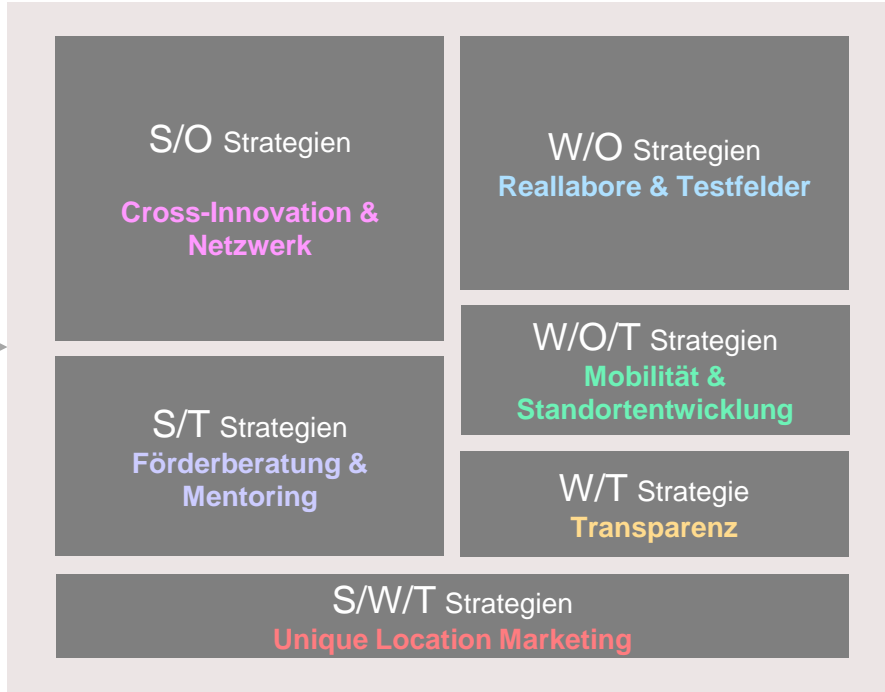 S/O Strategien
Cross-Innovation &
Netzwerk
W/O Strategien
Reallabore & Testfelder
W/O/T Strategien
Mobilität &
Standortentwicklung
S/T Strategien
Förderberatung &
Mentoring
W/T Strategie
Transparenz
S/W/T Strategien
Unique Location Marketing